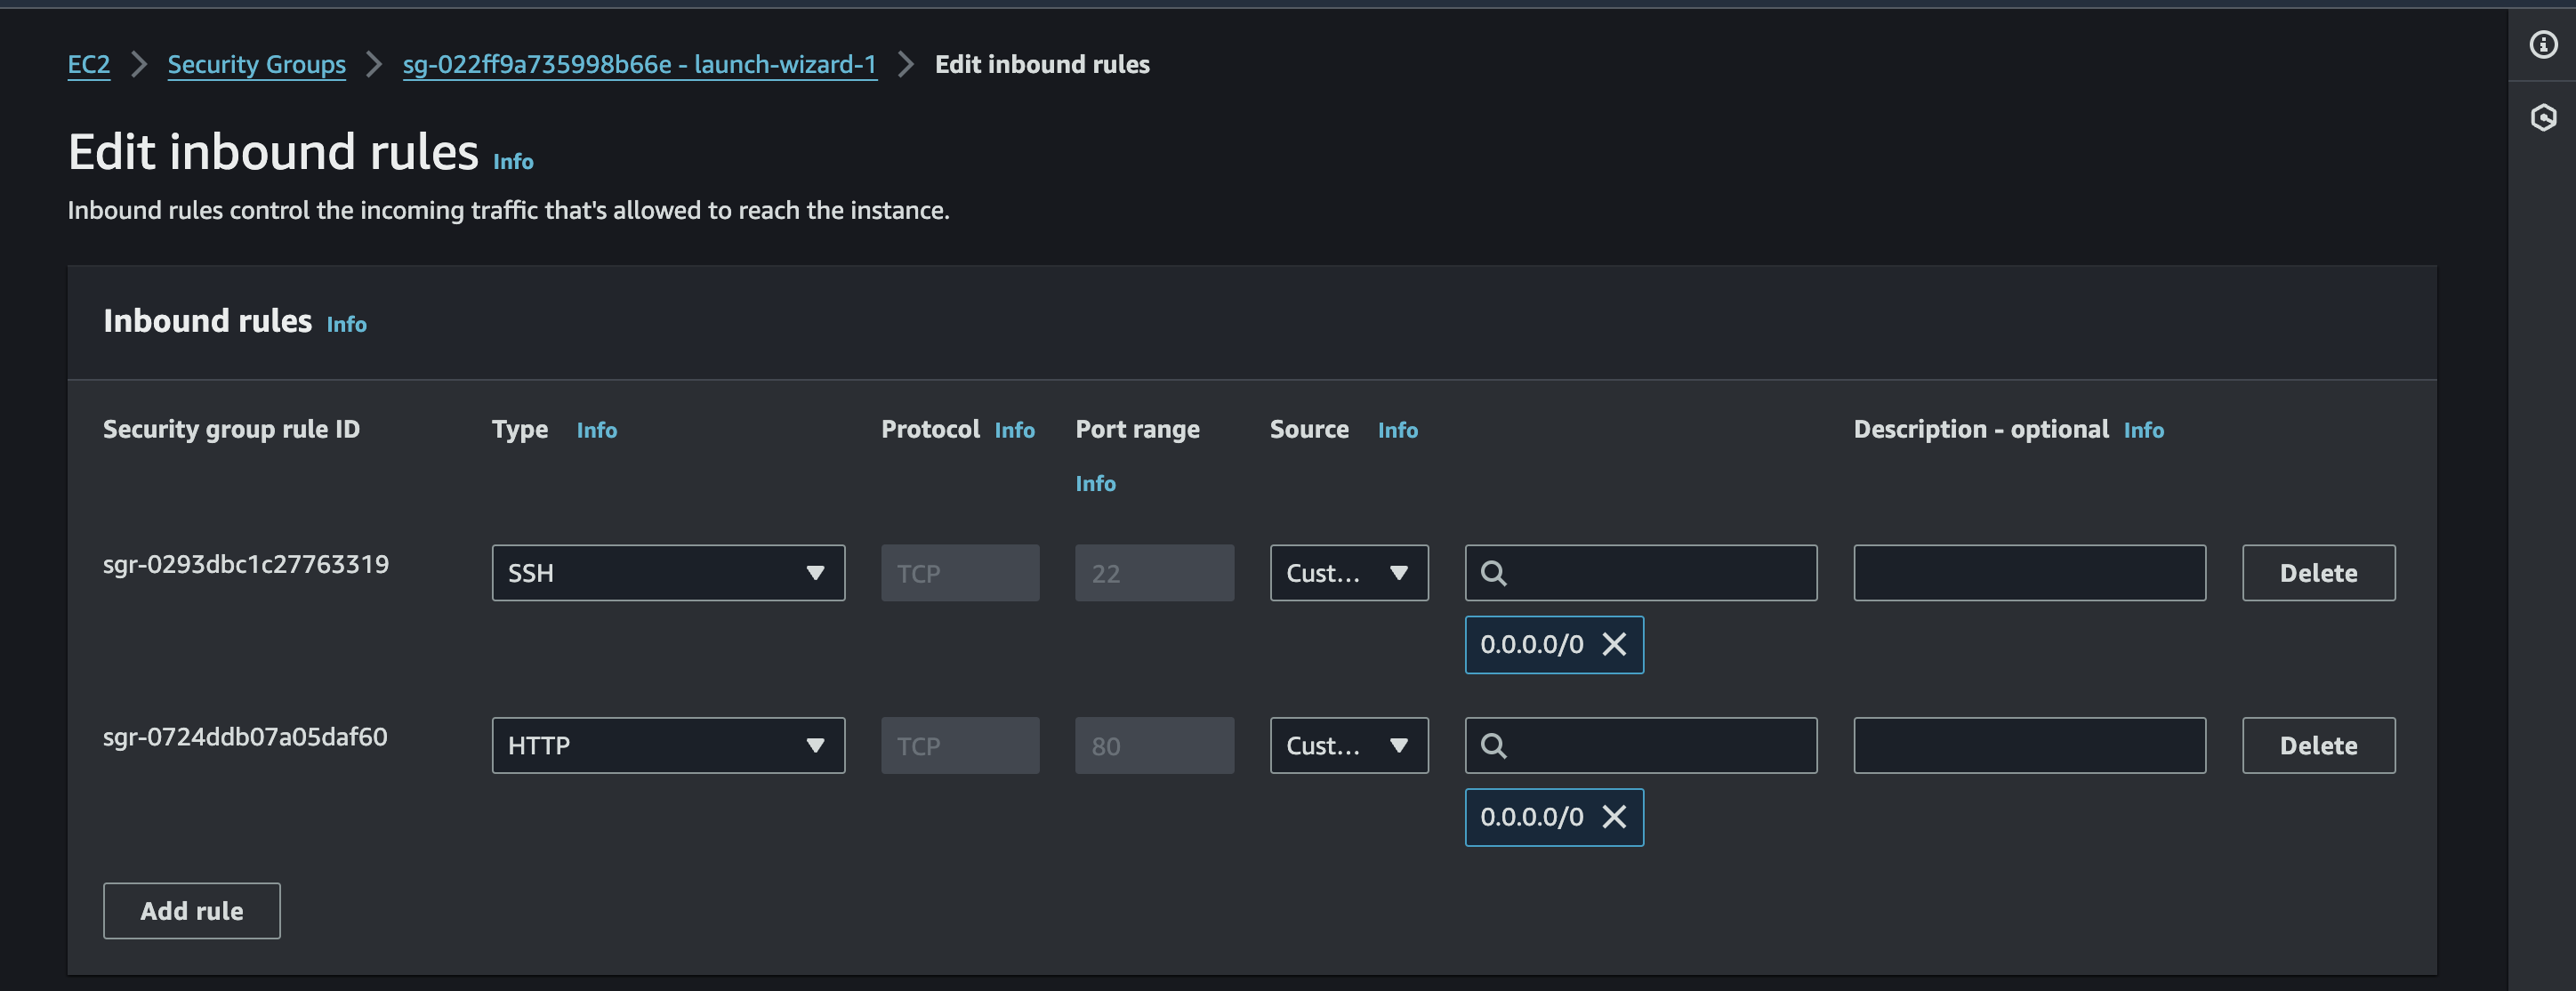 EC2 > Security Groups > sg-022ff9a735998b66e - launch-wizard-1 > Edit inbound rules
Edit inbound rules Info
Inbound rules control the incoming traffic that's allowed to reach the instance.
Inbound rules Info
Security group rule ID Type Info Protocol Info Port range Source Info Description - optional Info
Info
sgr-0293dbc1c27763319 SSH TCP 22 Cust... Delete
0.0.0.0/0
sgr-0724ddb07a05daf60 HTTP TCP 80 Cust... Delete
0.0.0.0/0
Add rule